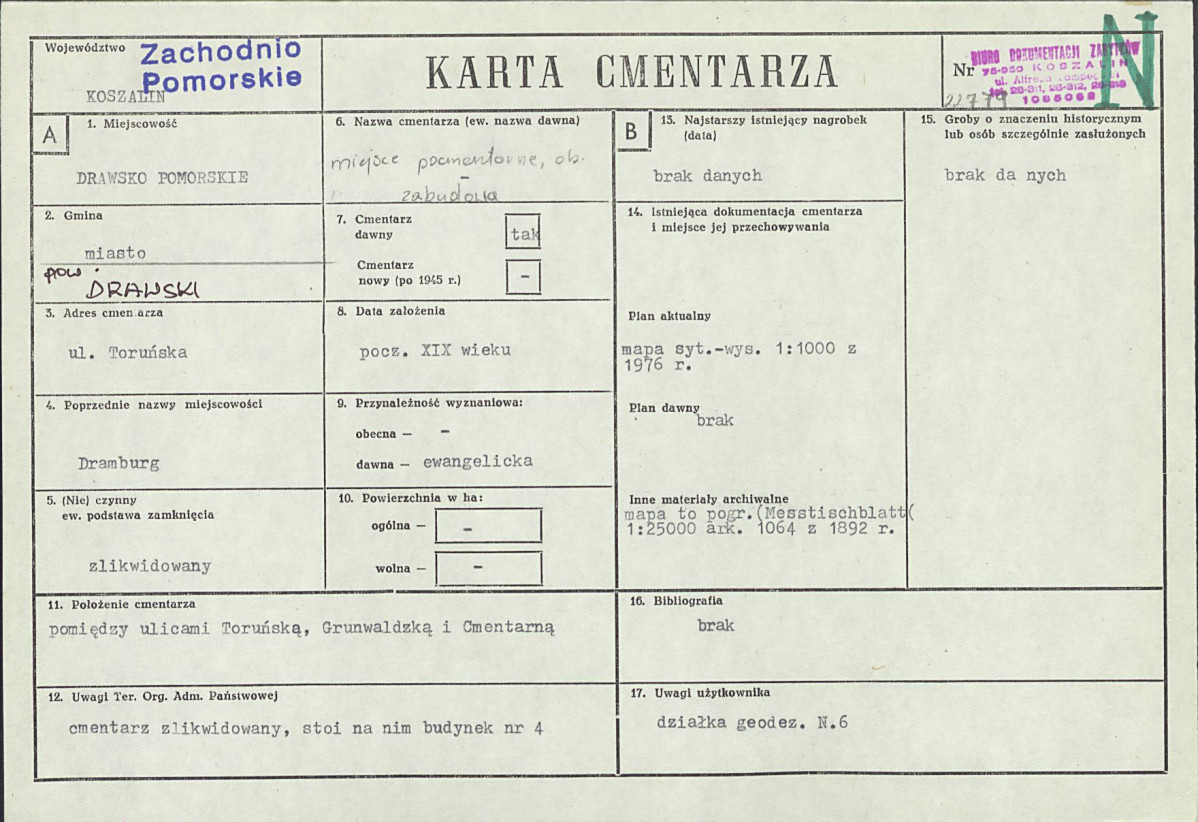 Województwo
Zachodnio
Pomorskie
KOSZALIN
KARTA CMENTARZA
Nr
22779
BIURO DOKUMENTACJI ZABYTKÓW
75-950 KOSZALIN
1095062
N
A
1. Miejscowość
DRAWSKO POMORSKIE
2. Gmina
miasto
pow.
DRAWSKI
3. Adres cmen arza
ul. Toruńska
4. Poprzednie nazwy miejscowości
Dramburg
5. (Nie) czynny
ew. podstawa zamknięcia
zlikwidowany
6. Nazwa cmentarza (ew. nazwa dawna)
miejsce pocmentarne, ob.
–
zabudowa
7. Cmentarz
dawny
tak
Cmentarz
nowy (po 1945 r.)
–
8. Data założenia
pocz. XIX wieku
9. Przynależność wyznaniowa:
obecna — –
dawna — ewangelicka
10. Powierzchnia w ha:
ogólna — –
wolna — –
11. Położenie cmentarza
pomiędzy ulicami Toruńską, Grunwaldzką i Cmentarną
12. Uwagi Ter. Org. Adm. Państwowej
cmentarz zlikwidowany, stoi na nim budynek nr 4
B
13. Najstarszy istniejący nagrobek
(data)
brak danych
14. Istniejąca dokumentacja cmentarza
i miejsce jej przechowywania
Plan aktualny
mapa syt.-wys. 1:1000 z
1976 r.
Plan dawny
brak
Inne materiały archiwalne
mapa to pogr.(Messtischblatt(
1:25000 ark. 1064 z 1892 r.
15. Groby o znaczeniu historycznym
lub osób szczególnie zasłużonych
brak da nych
16. Bibliografia
brak
17. Uwagi użytkownika
działka geodez. N.6